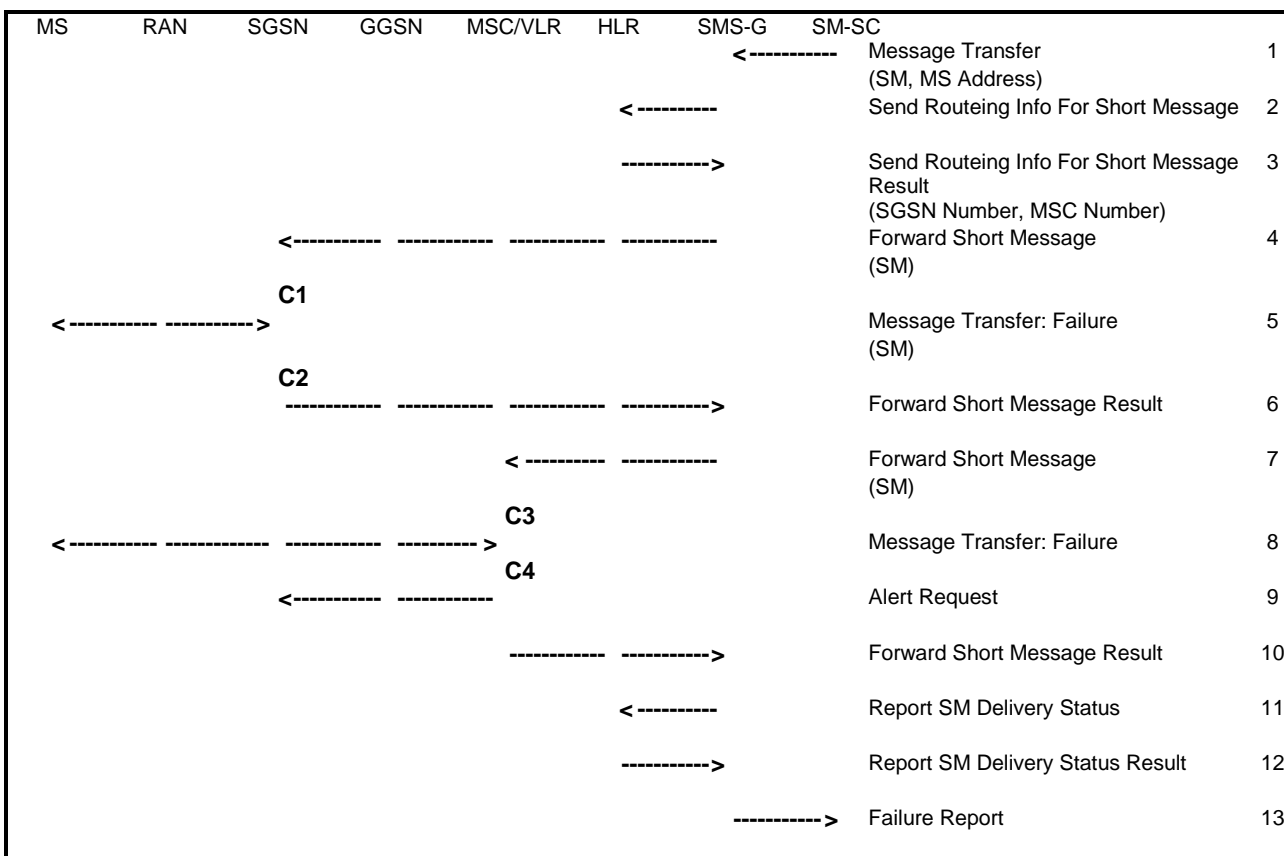 MS RAN SGSN GGSN MSC/VLR HLR SMS-G SM-SC
Message Transfer 1
(SM, MS Address)
Send Routeing Info For Short Message 2
Send Routeing Info For Short Message 3
Result
(SGSN Number, MSC Number)
Forward Short Message 4
(SM)
C1
Message Transfer: Failure 5
(SM)
C2
Forward Short Message Result 6
Forward Short Message 7
(SM)
C3
Message Transfer: Failure 8
C4
Alert Request 9
Forward Short Message Result 10
Report SM Delivery Status 11
Report SM Delivery Status Result 12
Failure Report 13